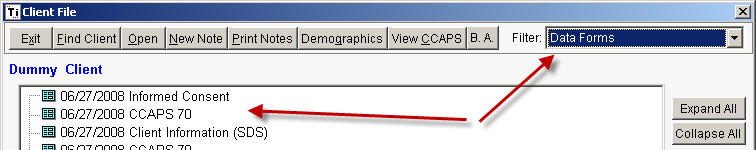 Ti Client File
Exit Find Client Open New Note Print Notes Demographics View CCAPS B. A. Filter: Data Forms
Dummy Client
06/27/2008 Informed Consent
06/27/2008 CCAPS 70
06/27/2008 Client Information (SDS)
06/27/2008 CCAPS 70
Expand All
Collapse All